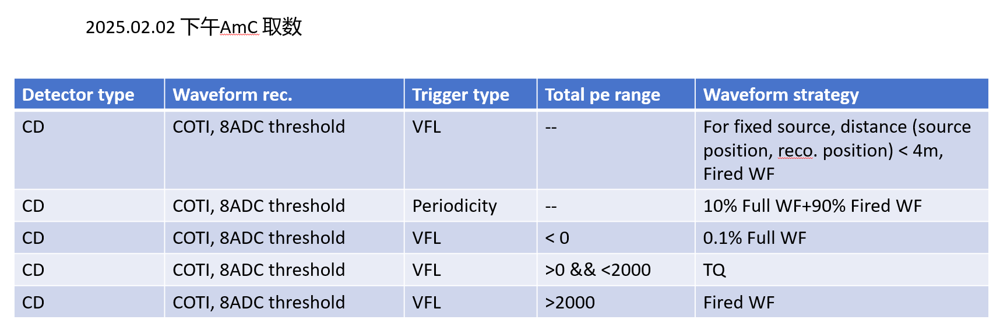 2025.02.02 下午AmC 取数
Detector type Waveform rec. Trigger type Total pe range Waveform strategy
CD COTI, 8ADC threshold VFL -- For fixed source, distance (source
position, reco. position) < 4m,
Fired WF
CD COTI, 8ADC threshold Periodicity -- 10% Full WF+90% Fired WF
CD COTI, 8ADC threshold VFL < 0 0.1% Full WF
CD COTI, 8ADC threshold VFL >0 && <2000 TQ
CD COTI, 8ADC threshold VFL >2000 Fired WF